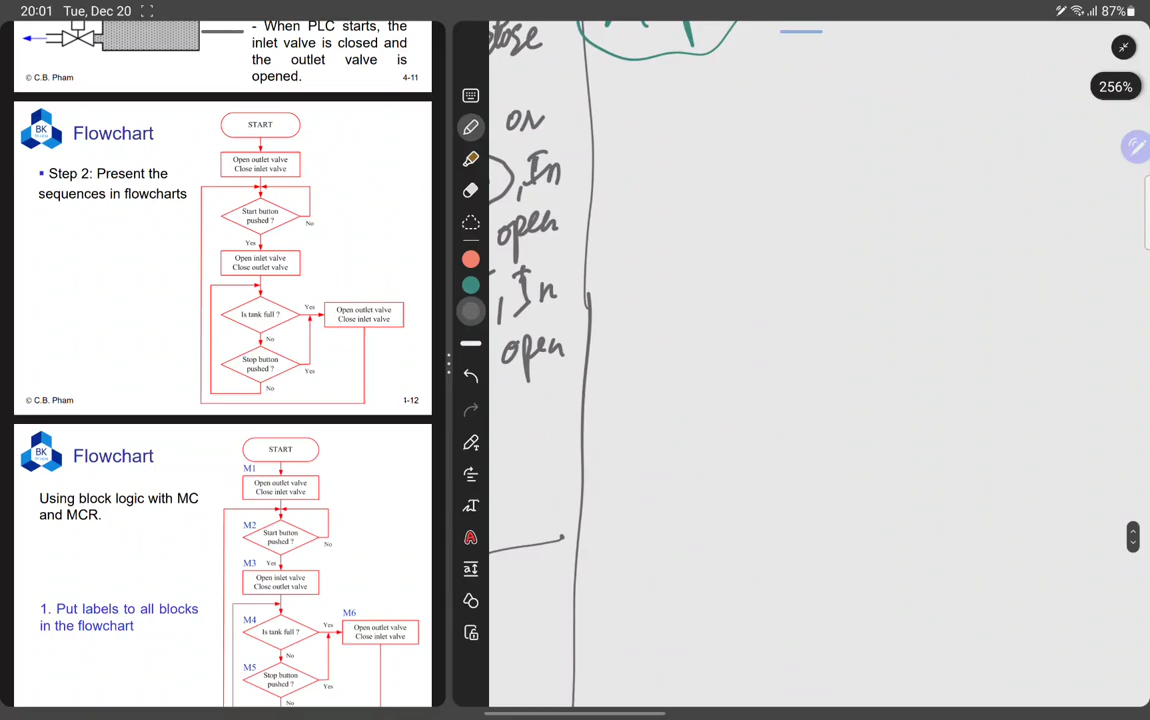 20:01 Tue, Dec 20
87%
- When PLC starts, the
inlet valve is closed and
the outlet valve is
opened.
© C.B. Pham
4-11
BK
Flowchart
▪ Step 2: Present the
sequences in flowcharts
START
Open outlet valve
Close inlet valve
Start button
pushed ?
No
Yes
Open inlet valve
Close outlet valve
Is tank full ?
Yes
Open outlet valve
Close inlet valve
No
Stop button
pushed ?
Yes
No
© C.B. Pham
4-12
BK
Flowchart
Using block logic with MC
and MCR.
1. Put labels to all blocks
in the flowchart
START
M1
Open outlet valve
Close inlet valve
M2
Start button
pushed ?
No
M3
Yes
Open inlet valve
Close outlet valve
M4
Is tank full ?
Yes
M6
Open outlet valve
Close inlet valve
No
M5
Stop button
pushed ?
Yes
No
256%
on
, In
open
, In
open